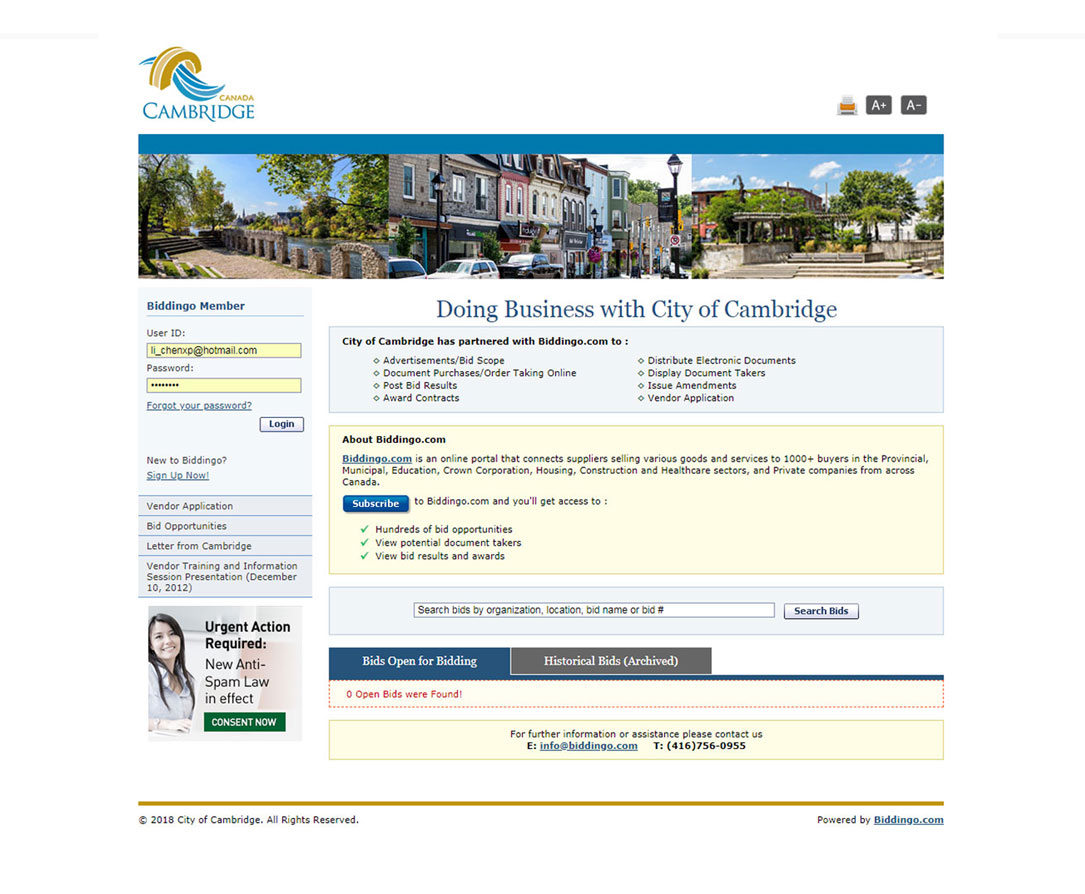 CANADA
CAMBRIDGE
A+ A-
Biddingo Member
User ID:
li_chenxp@hotmail.com
Password:
••••••••
Forgot your password?
Login
New to Biddingo?
Sign Up Now!
Vendor Application
Bid Opportunities
Letter from Cambridge
Vendor Training and Information
Session Presentation (December
10, 2012)
Urgent Action
Required:
New Anti-
Spam Law
in effect
CONSENT NOW
Doing Business with City of Cambridge
City of Cambridge has partnered with Biddingo.com to :
Advertisements/Bid Scope
Document Purchases/Order Taking Online
Post Bid Results
Award Contracts
Distribute Electronic Documents
Display Document Takers
Issue Amendments
Vendor Application
About Biddingo.com
Biddingo.com is an online portal that connects suppliers selling various goods and services to 1000+ buyers in the Provincial,
Municipal, Education, Crown Corporation, Housing, Construction and Healthcare sectors, and Private companies from across
Canada.
Subscribe to Biddingo.com and you'll get access to :
Hundreds of bid opportunities
View potential document takers
View bid results and awards
Search bids by organization, location, bid name or bid # Search Bids
Bids Open for Bidding Historical Bids (Archived)
0 Open Bids were Found!
For further information or assistance please contact us
E: info@biddingo.com T: (416)756-0955
© 2018 City of Cambridge. All Rights Reserved. Powered by Biddingo.com